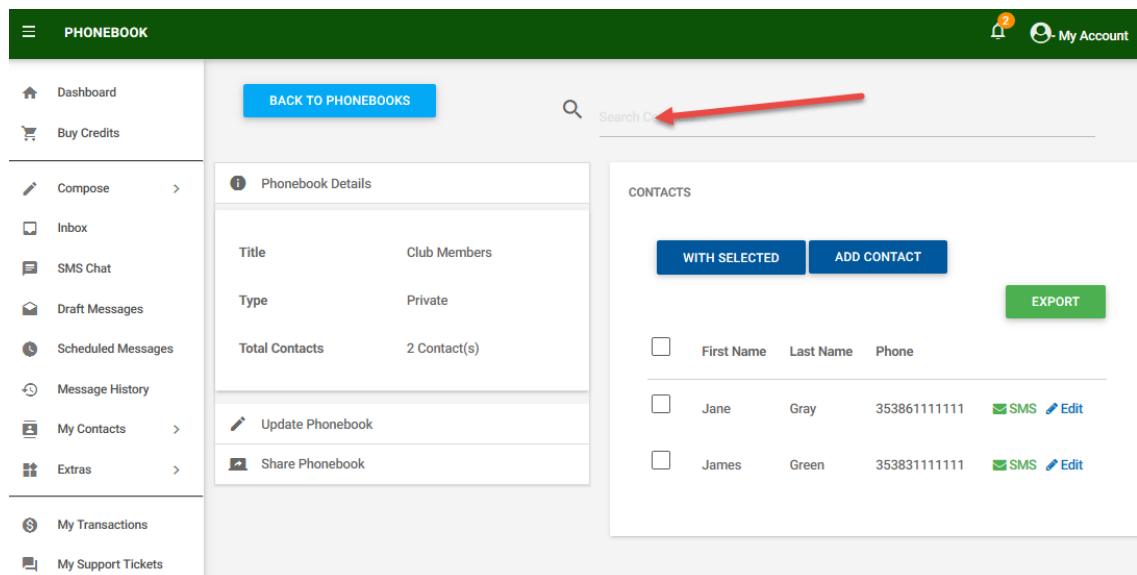 PHONEBOOK
2
My Account
Dashboard
Buy Credits
Compose
Inbox
SMS Chat
Draft Messages
Scheduled Messages
Message History
My Contacts
Extras
My Transactions
My Support Tickets
BACK TO PHONEBOOKS
Search
Phonebook Details
Title Club Members
Type Private
Total Contacts 2 Contact(s)
Update Phonebook
Share Phonebook
CONTACTS
WITH SELECTED ADD CONTACT
EXPORT
First Name Last Name Phone
Jane Gray 353861111111 SMS Edit
James Green 353831111111 SMS Edit